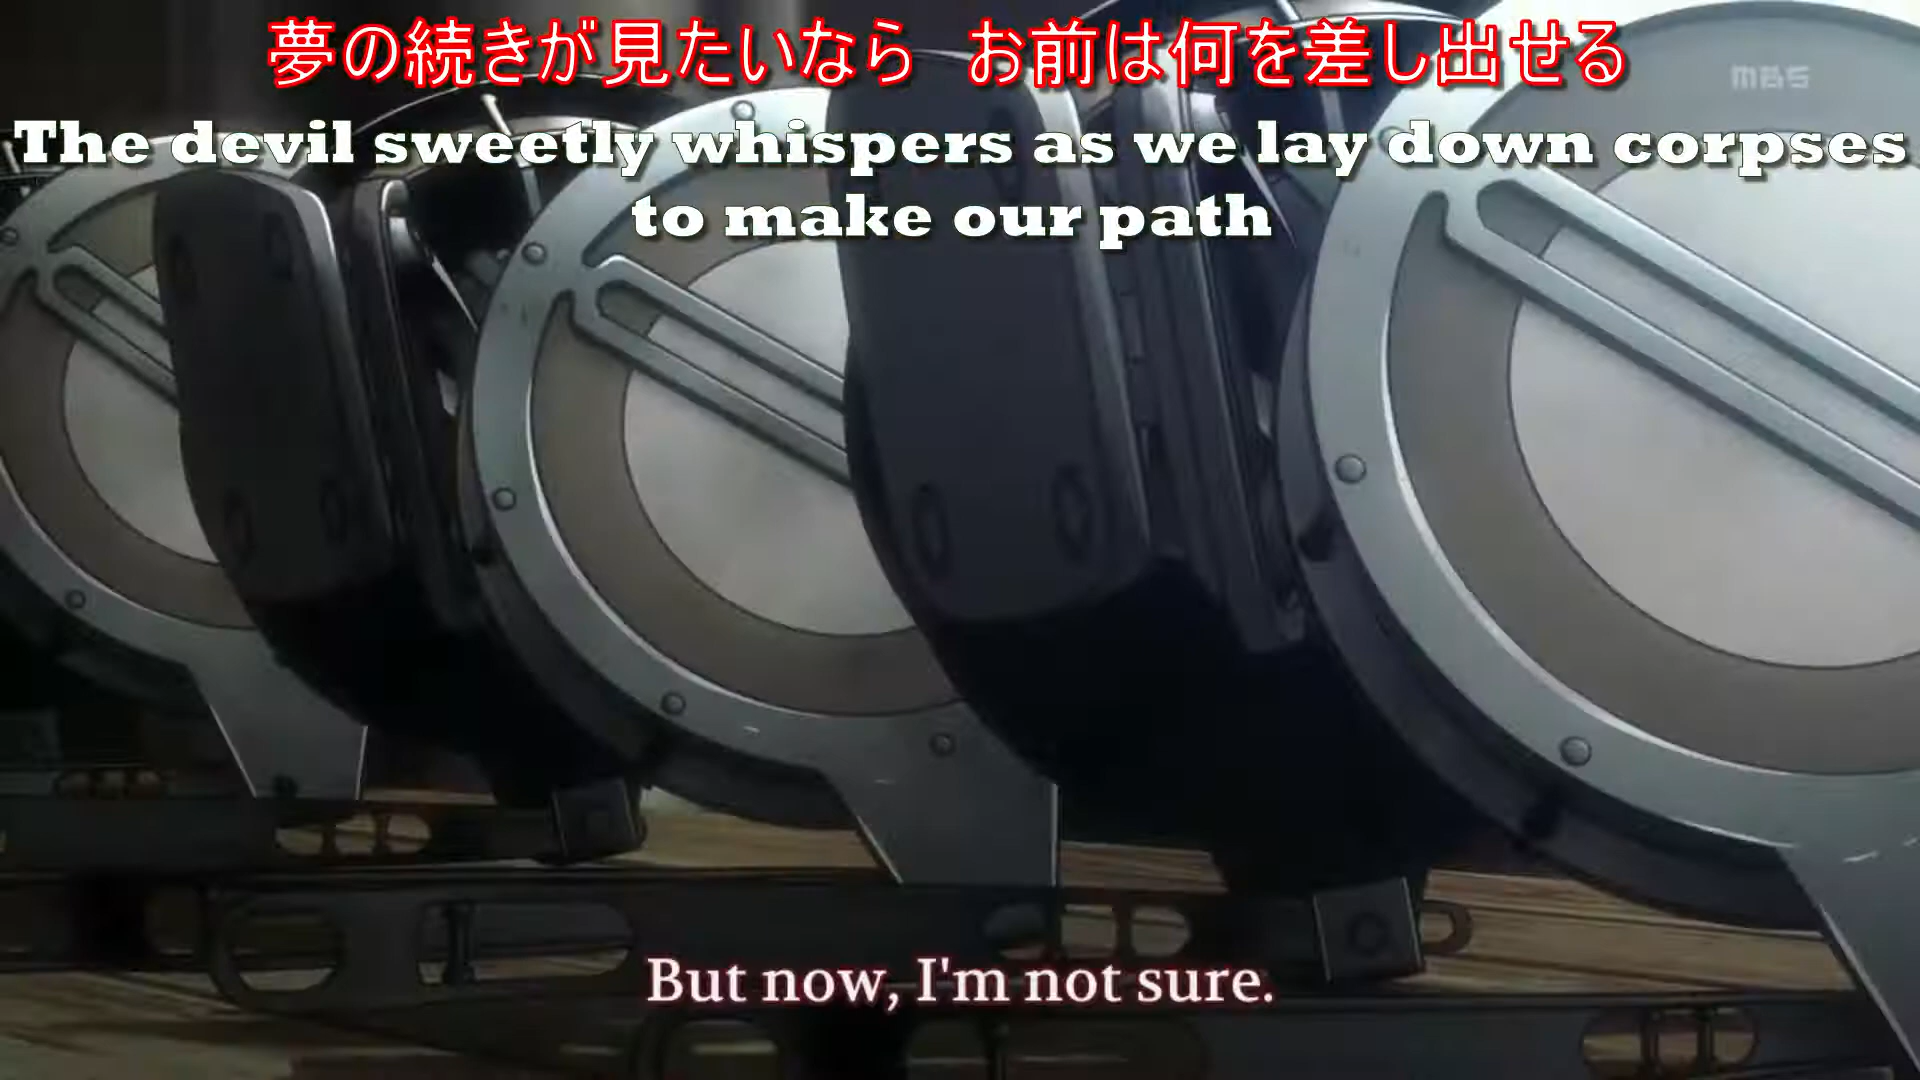 夢の続きが見たいなら　お前は何を差し出せる
MBS
The devil sweetly whispers as we lay down corpses
to make our path
But now, I'm not sure.